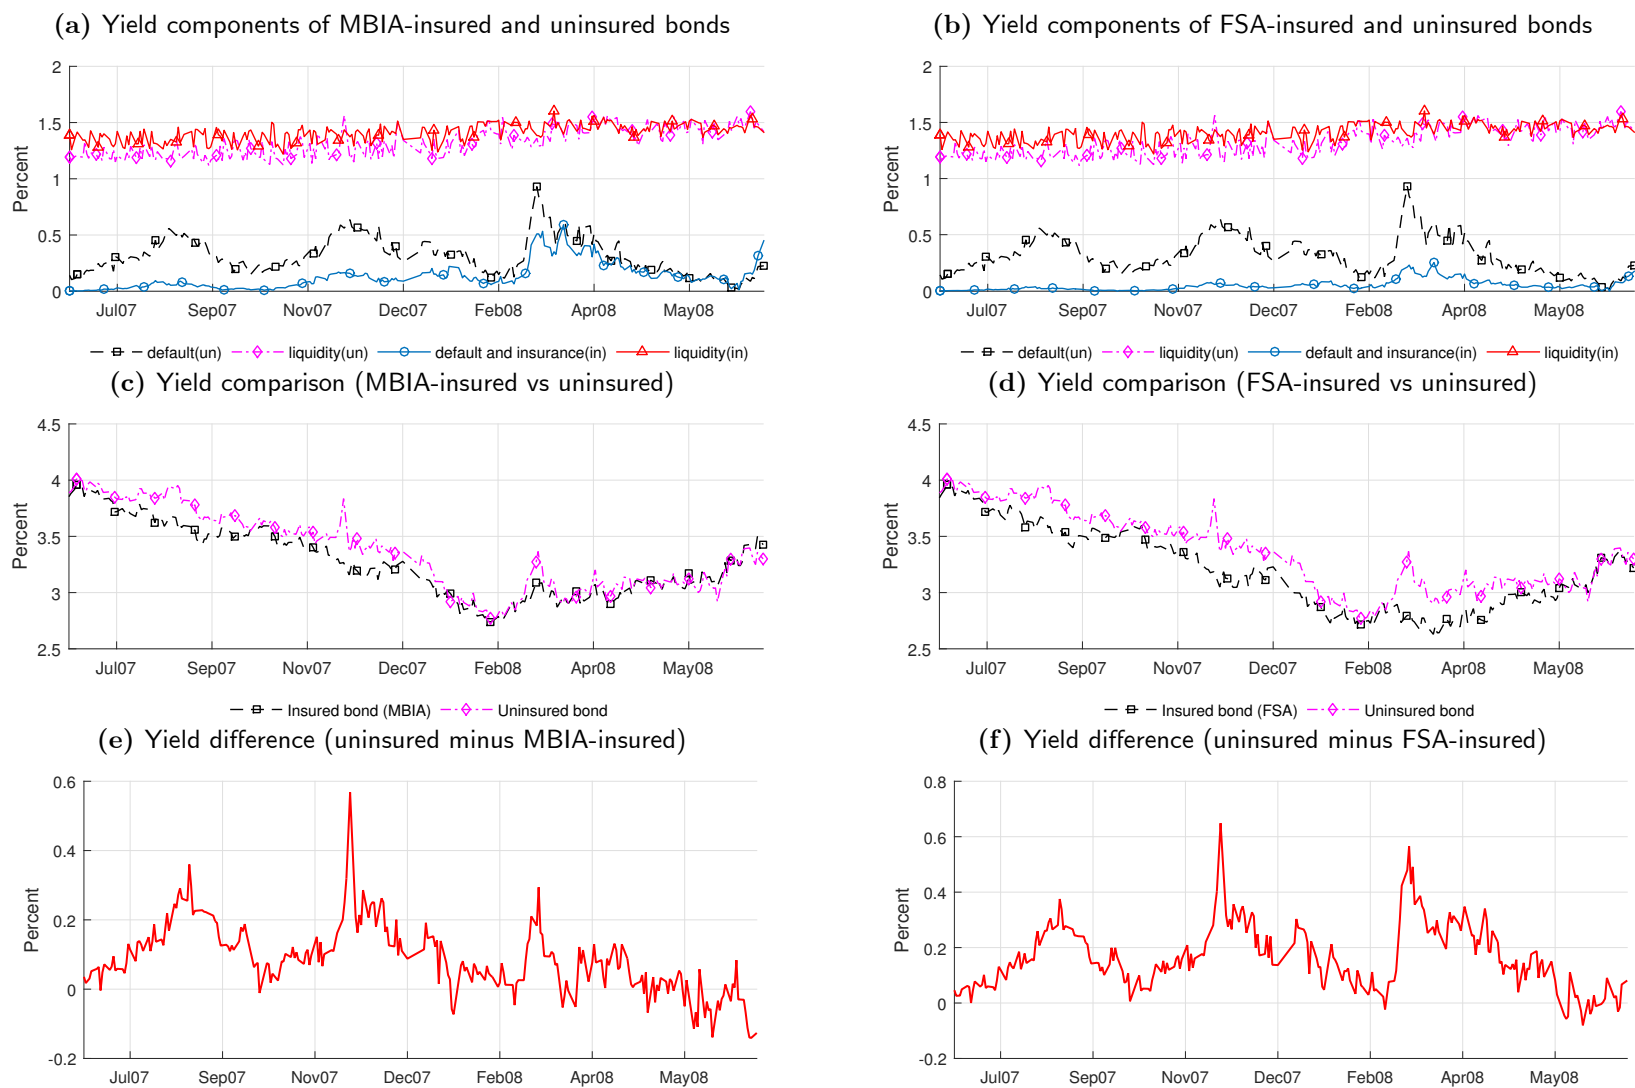 (a) Yield components of MBIA-insured and uninsured bonds
2
1.5
1
0.5
0
Percent
Jul07 Sep07 Nov07 Dec07 Feb08 Apr08 May08
default(un) liquidity(un) default and insurance(in) liquidity(in)
(b) Yield components of FSA-insured and uninsured bonds
2
1.5
1
0.5
0
Percent
Jul07 Sep07 Nov07 Dec07 Feb08 Apr08 May08
default(un) liquidity(un) default and insurance(in) liquidity(in)
(c) Yield comparison (MBIA-insured vs uninsured)
4.5
4
3.5
3
2.5
Percent
Jul07 Sep07 Nov07 Dec07 Feb08 Apr08 May08
Insured bond (MBIA) Uninsured bond
(d) Yield comparison (FSA-insured vs uninsured)
4.5
4
3.5
3
2.5
Percent
Jul07 Sep07 Nov07 Dec07 Feb08 Apr08 May08
Insured bond (FSA) Uninsured bond
(e) Yield difference (uninsured minus MBIA-insured)
0.6
0.4
0.2
0
-0.2
Percent
Jul07 Sep07 Nov07 Dec07 Feb08 Apr08 May08
(f) Yield difference (uninsured minus FSA-insured)
0.8
0.6
0.4
0.2
0
-0.2
Percent
Jul07 Sep07 Nov07 Dec07 Feb08 Apr08 May08